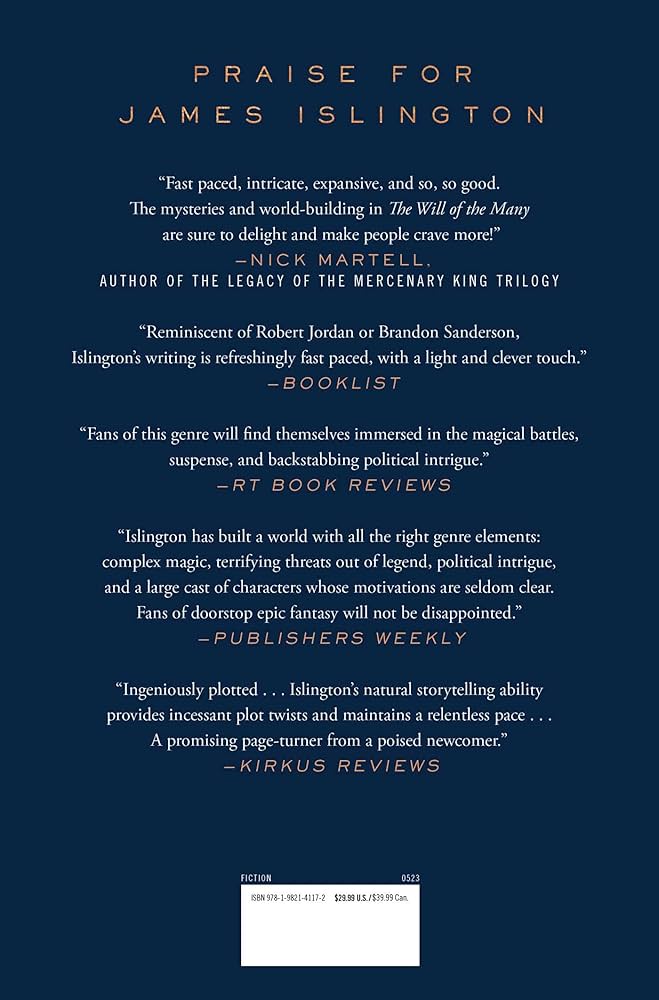 PRAISE FOR
JAMES ISLINGTON
“Fast paced, intricate, expansive, and so, so good.
The mysteries and world-building in The Will of the Many
are sure to delight and make people crave more!”
—NICK MARTELL,
AUTHOR OF THE LEGACY OF THE MERCENARY KING TRILOGY
“Reminiscent of Robert Jordan or Brandon Sanderson,
Islington’s writing is refreshingly fast paced, with a light and clever touch.”
—BOOKLIST
“Fans of this genre will find themselves immersed in the magical battles,
suspense, and backstabbing political intrigue.”
—RT BOOK REVIEWS
“Islington has built a world with all the right genre elements:
complex magic, terrifying threats out of legend, political intrigue,
and a large cast of characters whose motivations are seldom clear.
Fans of doorstop epic fantasy will not be disappointed.”
—PUBLISHERS WEEKLY
“Ingeniously plotted . . . Islington’s natural storytelling ability
provides incessant plot twists and maintains a relentless pace . . .
A promising page-turner from a poised newcomer.”
—KIRKUS REVIEWS
FICTION 0523
ISBN 978-1-9821-4117-2 $29.99 U.S./$39.99 Can.